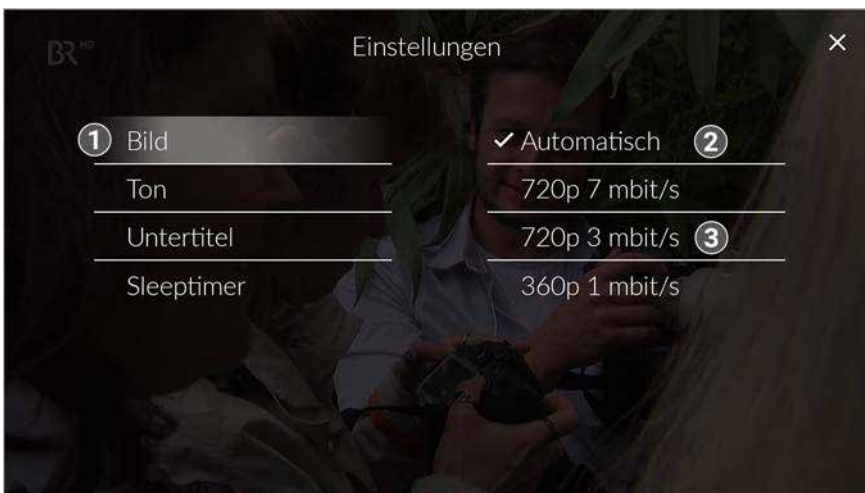 BR HD
Einstellungen
×
1 Bild
✓ Automatisch 2
Ton
720p 7 mbit/s
Untertitel
720p 3 mbit/s 3
Sleeptimer
360p 1 mbit/s